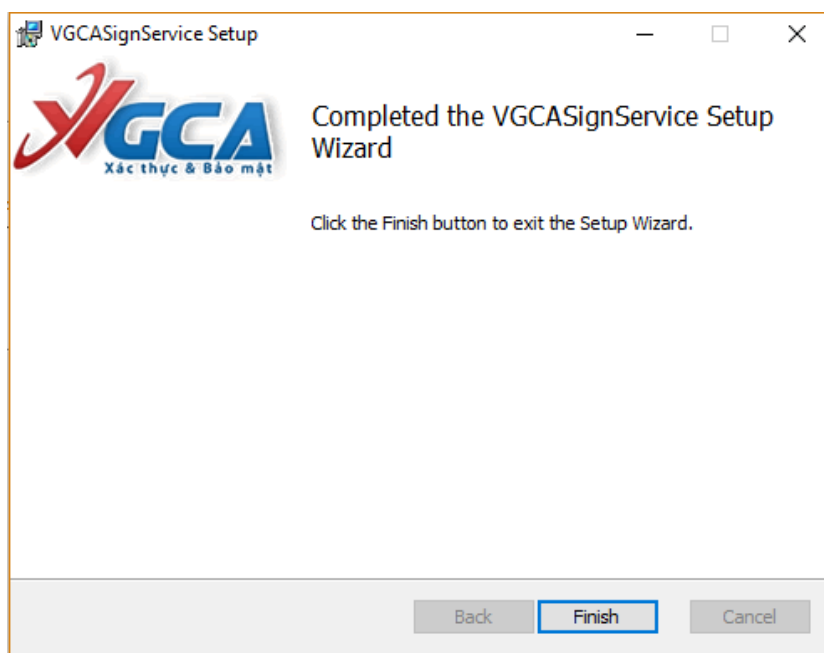 VGCASignService Setup
VGCA
Xác thực & Bảo mật
Completed the VGCASignService Setup
Wizard
Click the Finish button to exit the Setup Wizard.
Back
Finish
Cancel